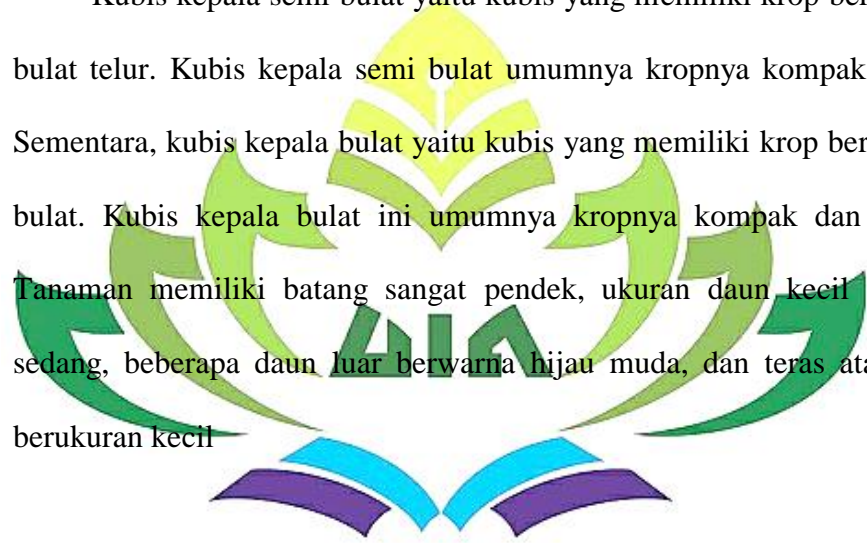 Kubis kepala semi bulat yaitu kubis yang memiliki krop ber
bulat telur. Kubis kepala semi bulat umumnya kropnya kompak
Sementara, kubis kepala bulat yaitu kubis yang memiliki krop ber
bulat. Kubis kepala bulat ini umumnya kropnya kompak dan
Tanaman memiliki batang sangat pendek, ukuran daun kecil
sedang, beberapa daun luar berwarna hijau muda, dan teras ata
berukuran kecil
UIN